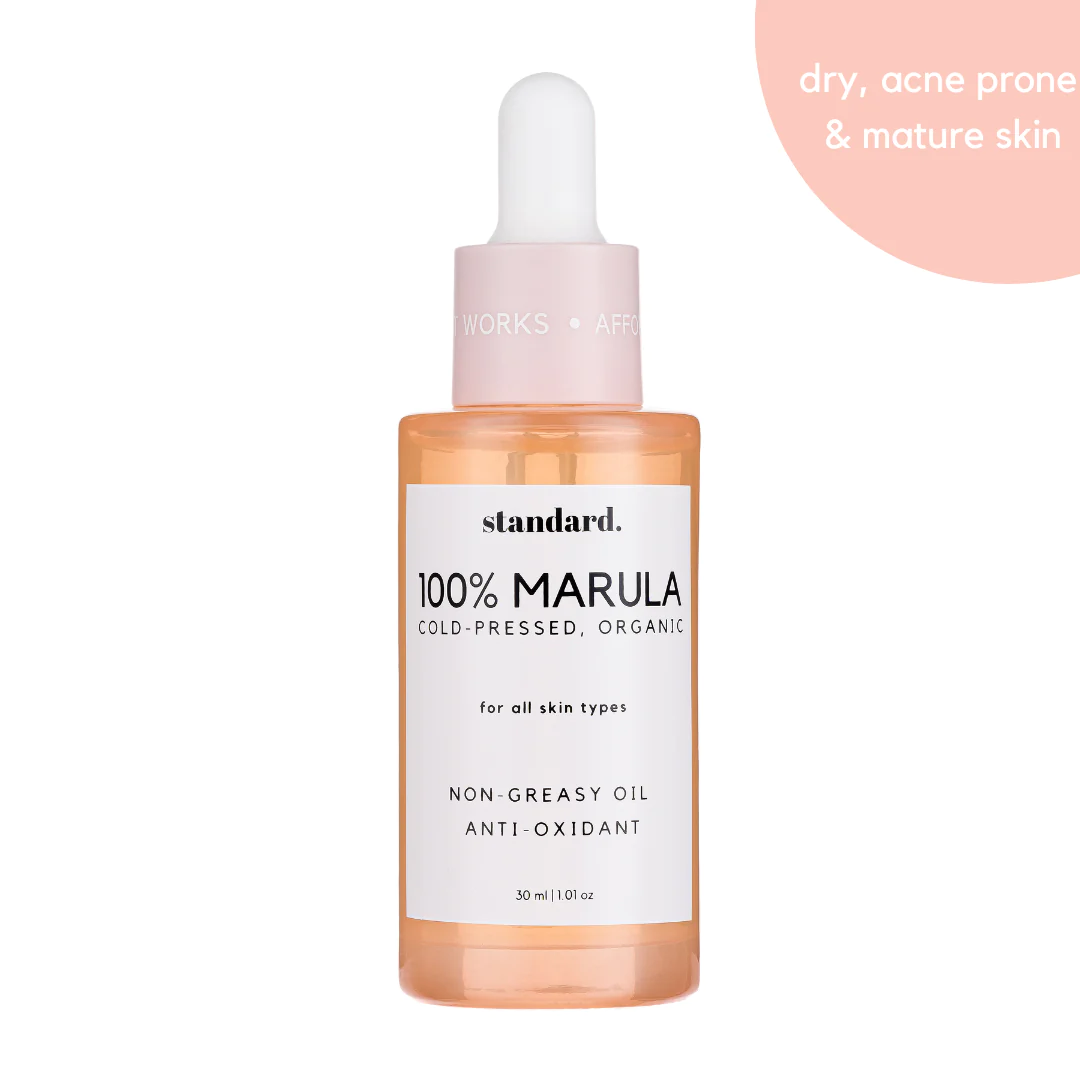 dry, acne prone
& mature skin
WORKS • AFFO
standard.
100% MARULA
COLD-PRESSED, ORGANIC
for all skin types
NON-GREASY OIL
ANTI-OXIDANT
30 ml | 1.01 oz